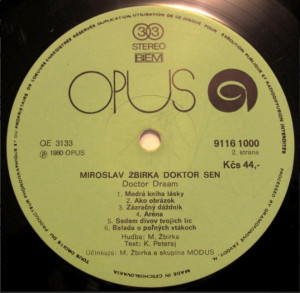 33
STEREO
BEM
OPUS
OE 3133
℗ 1980 OPUS
9116 1000
2. strana
Kčs 44,-
MIROSLAV ŽBIRKA DOKTOR SEN
Doctor Dream
1. Modrá kniha lásky
2. Ako obrázok
3. Zázračný dáždnik
4. Aréna
5. Sedem divov tvojich líc
6. Balada o poľných vtákoch
Hudba: M. Žbirka
Text: K. Peteraj
Účinkujú: M. Žbirka a skupina MODUS
MADE IN CZECHOSLOVAKIA